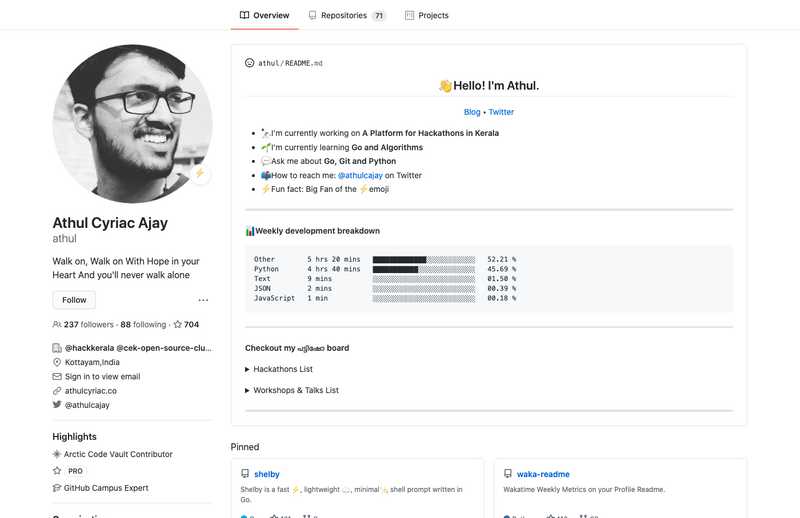 Overview
Repositories 71
Projects
Athul Cyriac Ajay
athul
Walk on, Walk on With Hope in your
Heart And you'll never walk alone
Follow
237 followers · 88 following · 704
@hackkerala @cek-open-source-clu...
Kottayam,India
Sign in to view email
athulcyriac.co
@athulcajay
Highlights
Arctic Code Vault Contributor
PRO
GitHub Campus Expert
athul/README.md
👋Hello! I'm Athul.
Blog • Twitter
• 🔭I'm currently working on A Platform for Hackathons in Kerala
• 🌱I'm currently learning Go and Algorithms
• 💬Ask me about Go, Git and Python
• 📫How to reach me: @athulcajay on Twitter
• ⚡Fun fact: Big Fan of the ⚡emoji
📊Weekly development breakdown
Other 5 hrs 20 mins 52.21 %
Python 4 hrs 40 mins 45.69 %
Text 9 mins 01.50 %
JSON 2 mins 00.39 %
JavaScript 1 min 00.18 %
Checkout my പട്ടിഷോ board
Hackathons List
Workshops & Talks List
Pinned
shelby
Shelby is a fast ⚡, lightweight ☁️, minimal✨ shell prompt written in
Go.
waka-readme
Wakatime Weekly Metrics on your Profile Readme.